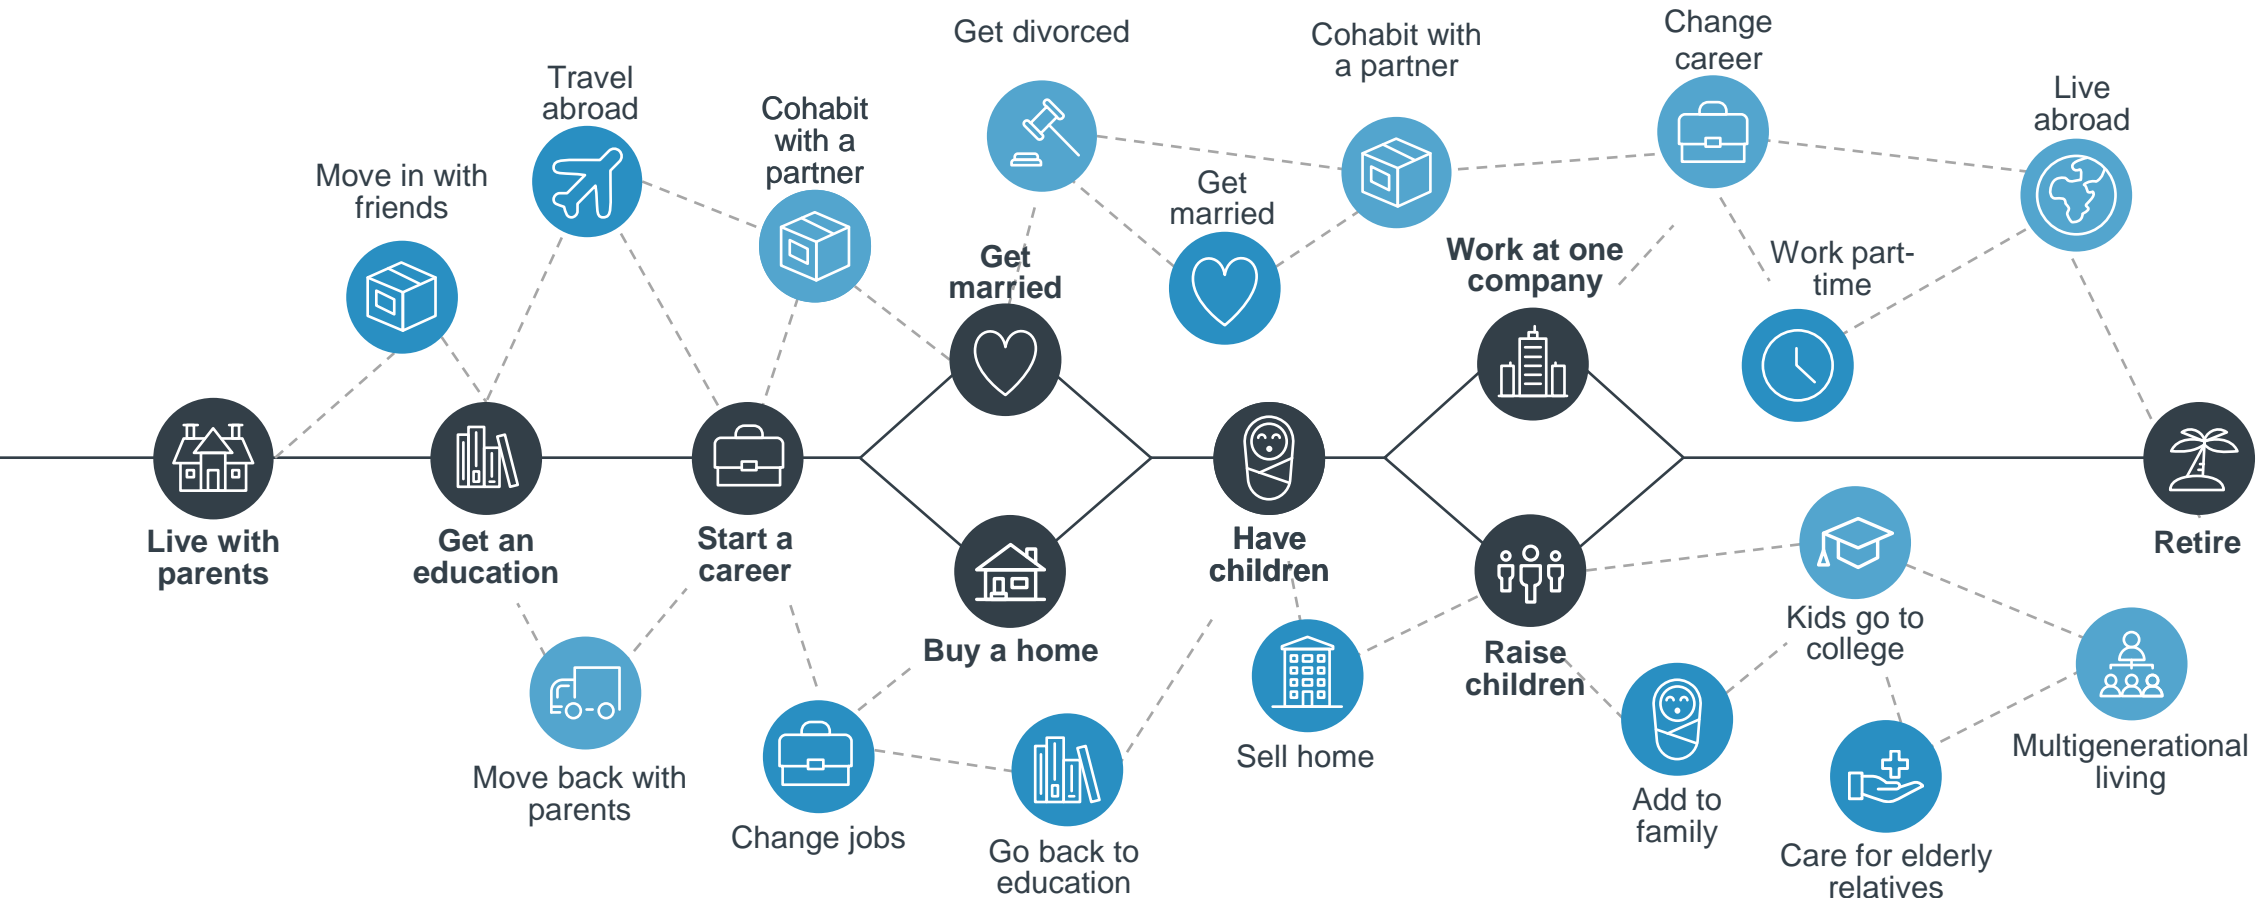 Get divorced
Cohabit with
a partner
Change
career
Travel
abroad
Cohabit
with a
partner
Live
abroad
Move in with
friends
Get
married
Get
married
Work at one
company
Work part-
time
Live with
parents
Get an
education
Start a
career
Have
children
Retire
Buy a home
Raise
children
Kids go to
college
Move back with
parents
Change jobs
Go back to
education
Sell home
Add to
family
Multigenerational
living
Care for elderly
relatives